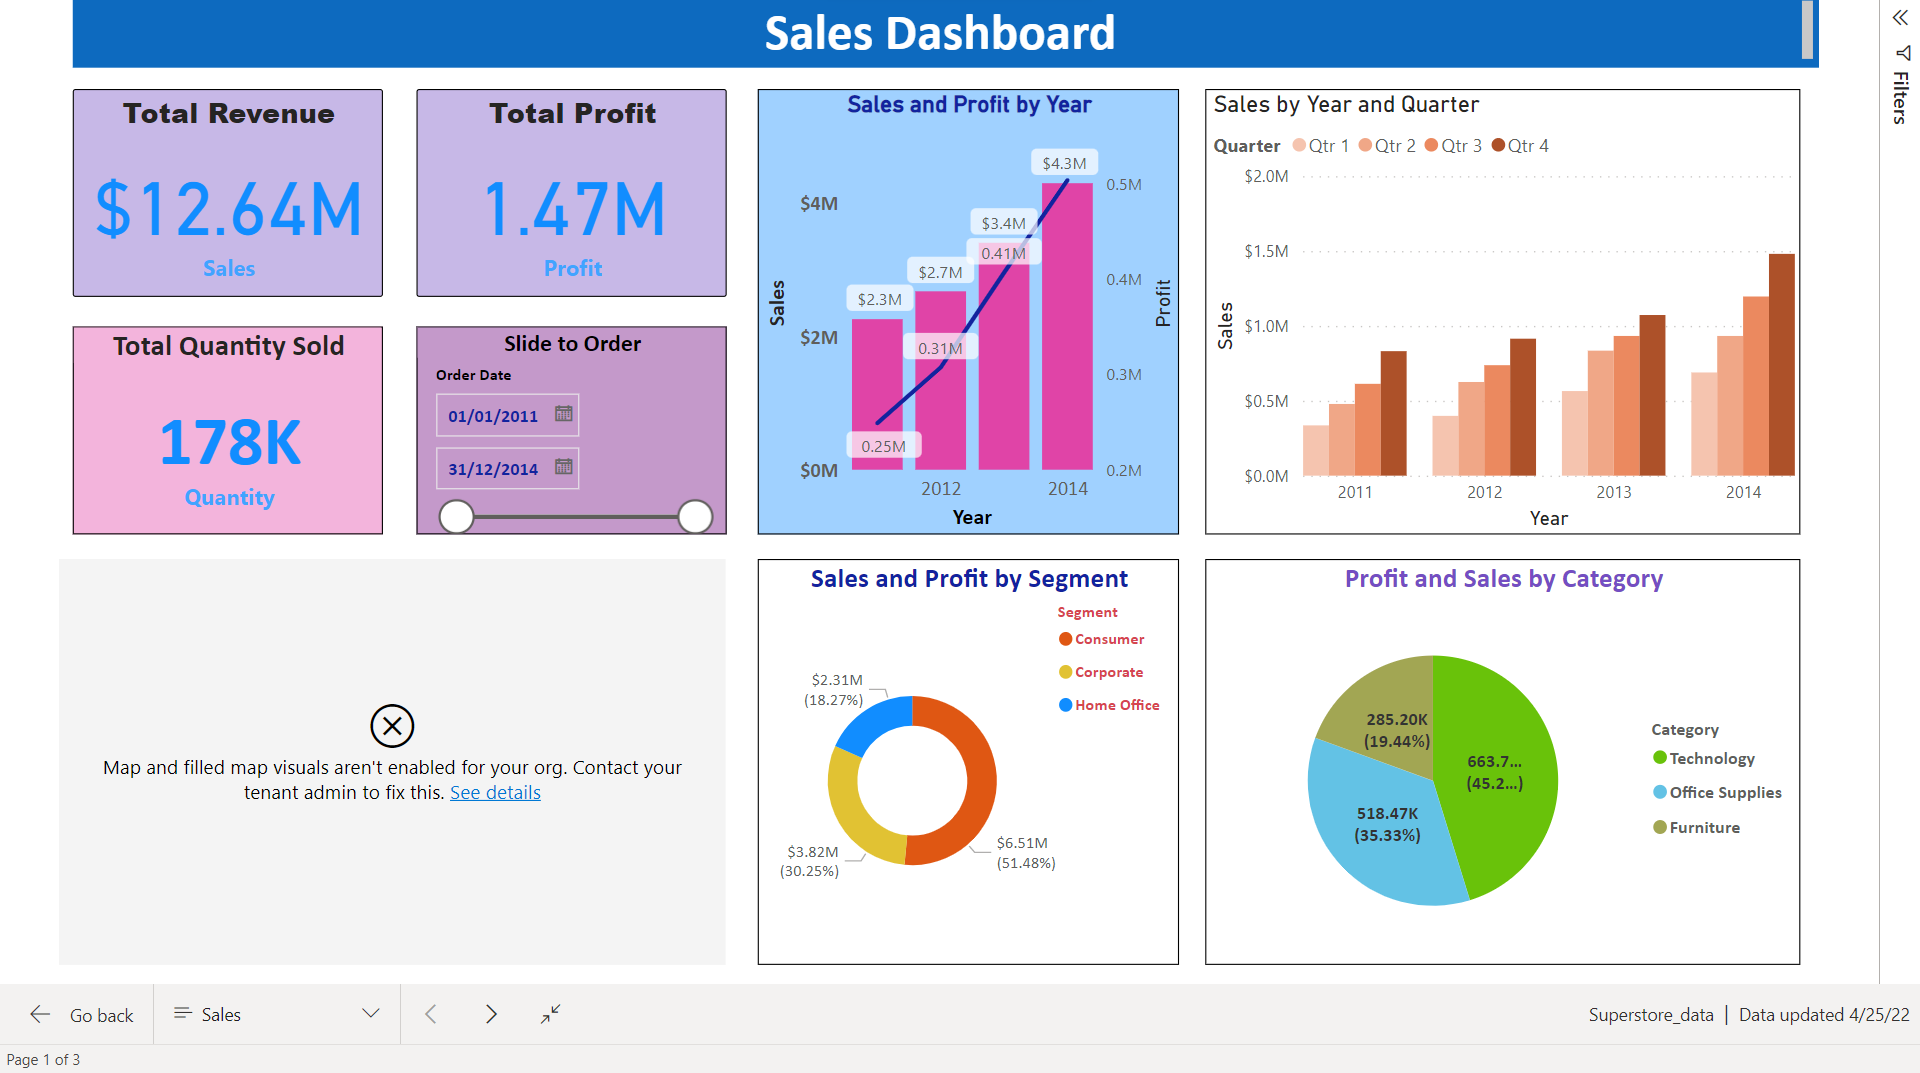 Sales Dashboard
Filters
Total Revenue
$12.64M
Sales
Total Profit
1.47M
Profit
Total Quantity Sold
178K
Quantity
Slide to Order
Order Date
01/01/2011
31/12/2014
Sales and Profit by Year
$4.3M
0.5M
$4M
$3.4M
0.41M
$2.7M
0.4M
$2.3M
Sales
Profit
$2M
0.31M
0.3M
0.25M
$0M
0.2M
2012
2014
Year
Sales by Year and Quarter
Quarter Qtr 1 Qtr 2 Qtr 3 Qtr 4
$2.0M
$1.5M
$1.0M
$0.5M
$0.0M
Sales
2011 2012 2013 2014
Year
Map and filled map visuals aren't enabled for your org. Contact your
tenant admin to fix this. See details
Sales and Profit by Segment
Segment
Consumer
Corporate
Home Office
$2.31M
(18.27%)
$3.82M
(30.25%)
$6.51M
(51.48%)
Profit and Sales by Category
285.20K
(19.44%)
663.7...
(45.2...)
518.47K
(35.33%)
Category
Technology
Office Supplies
Furniture
Go back
Sales
Superstore_data | Data updated 4/25/22
Page 1 of 3